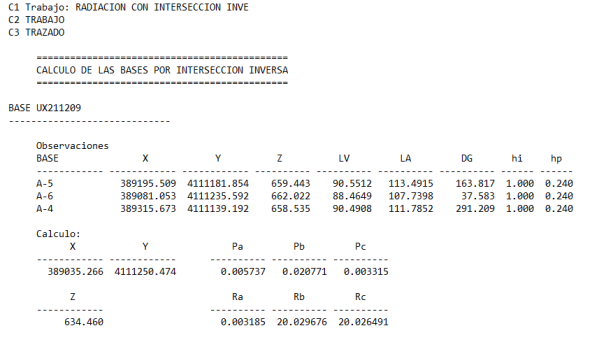 C1 Trabajo: RADIACION CON INTERSECCION INVE
C2 TRABAJO
C3 TRAZADO
=============================================
CALCULO DE LAS BASES POR INTERSECCION INVERSA
=============================================
BASE UX211209
-----------------------------
Observaciones
BASE X Y Z LV LA DG hi hp
------------ ------------ ------------ ---------- ---------- ---------- ---------- ----- -----
A-5 389195.509 4111181.854 659.443 90.5512 113.4915 163.817 1.000 0.240
A-6 389081.053 4111235.592 662.022 88.4649 107.7398 37.583 1.000 0.240
A-4 389315.673 4111139.192 658.535 90.4908 111.7852 291.209 1.000 0.240
Calculo:
X Y Pa Pb Pc
------------ ------------ ---------- ---------- ----------
389035.266 4111250.474 0.005737 0.020771 0.003315
Z Ra Rb Rc
------------ ---------- ---------- ----------
634.460 0.003185 20.029676 20.026491